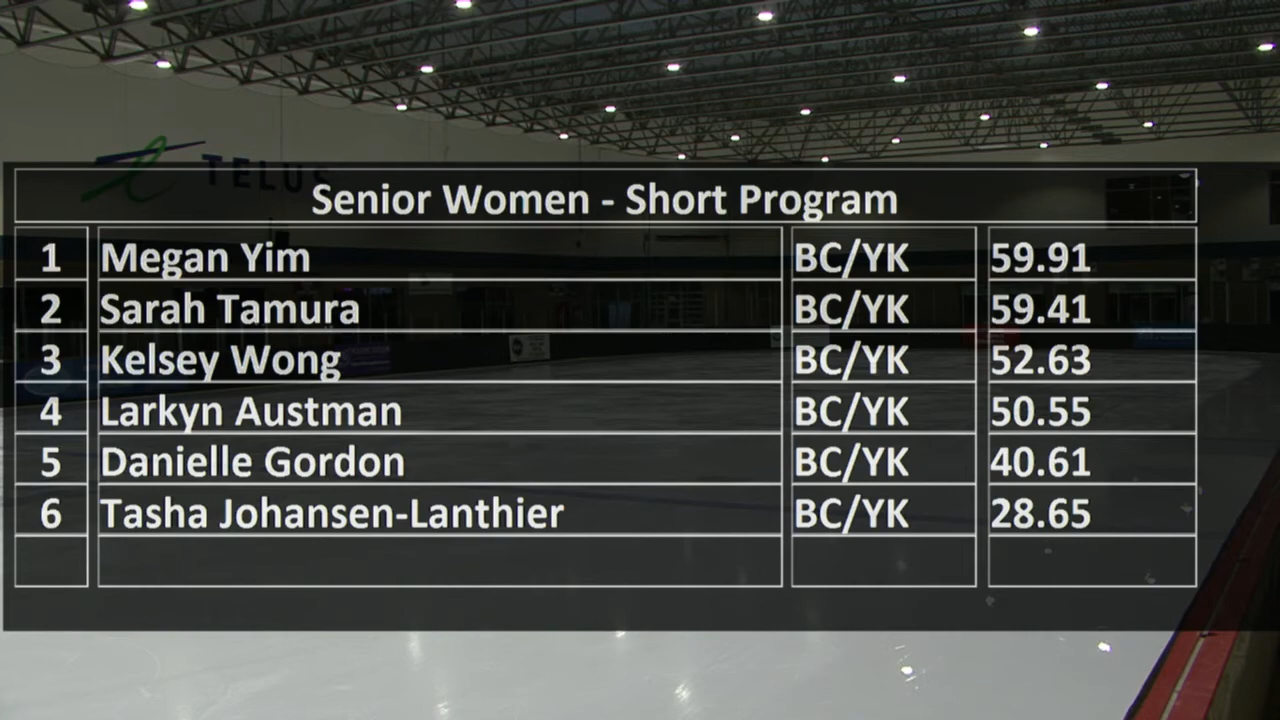 TELUS
Senior Women - Short Program
1 Megan Yim BC/YK 59.91
2 Sarah Tamura BC/YK 59.41
3 Kelsey Wong BC/YK 52.63
4 Larkyn Austman BC/YK 50.55
5 Danielle Gordon BC/YK 40.61
6 Tasha Johansen-Lanthier BC/YK 28.65